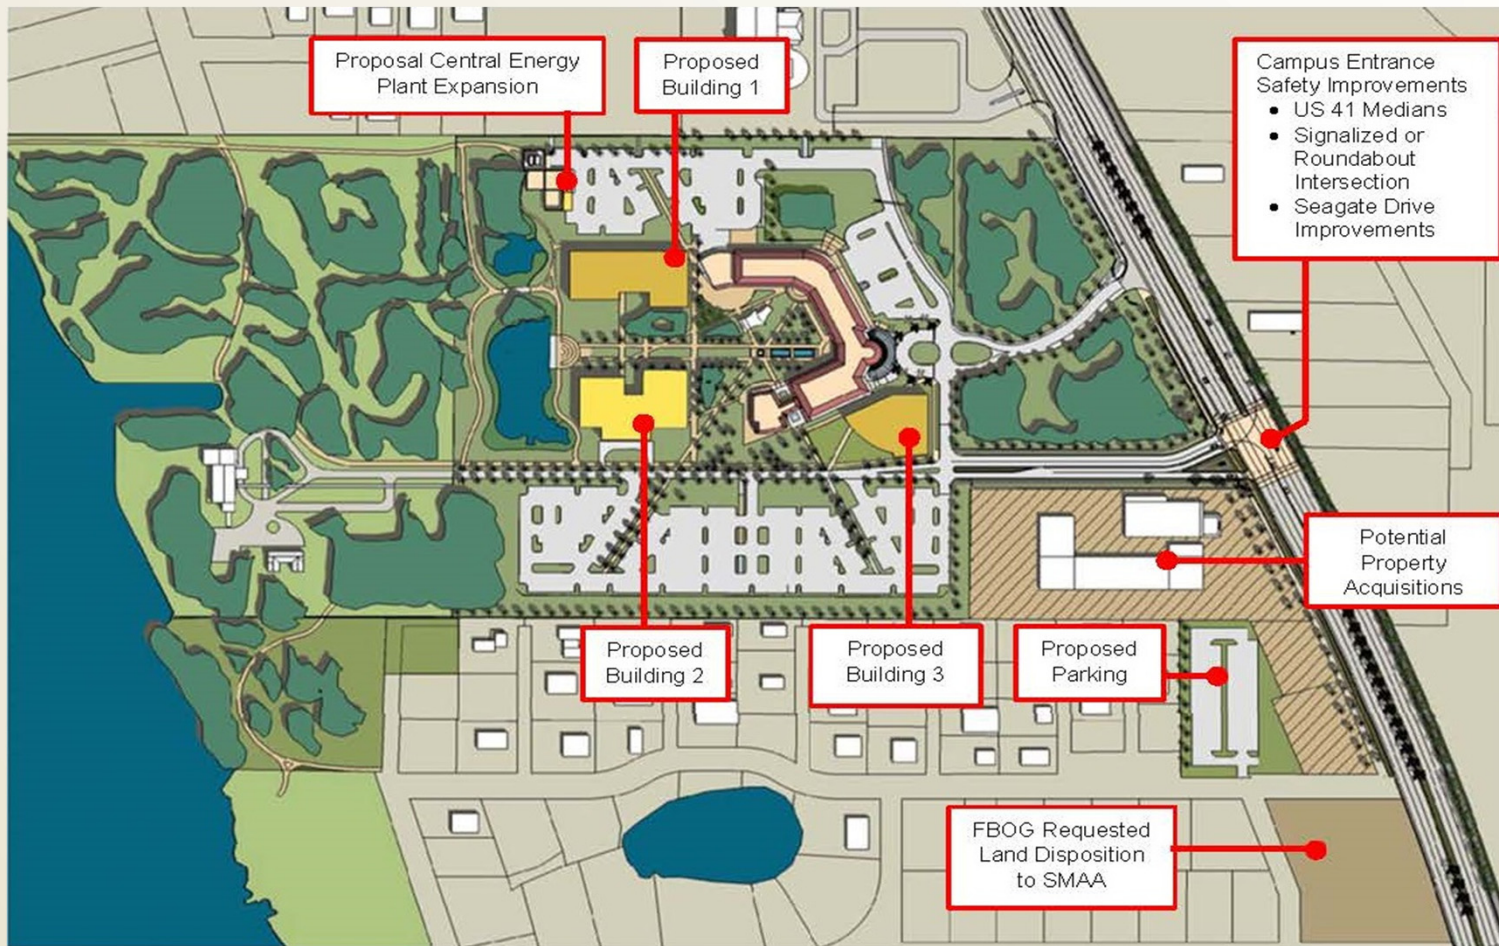 Proposal Central Energy
Plant Expansion
Proposed
Building 1
Campus Entrance
Safety Improvements
• US 41 Medians
• Signalized or
Roundabout
Intersection
• Seagate Drive
Improvements
Potential
Property
Acquisitions
Proposed
Building 2
Proposed
Building 3
Proposed
Parking
FBOG Requested
Land Disposition
to SMAA